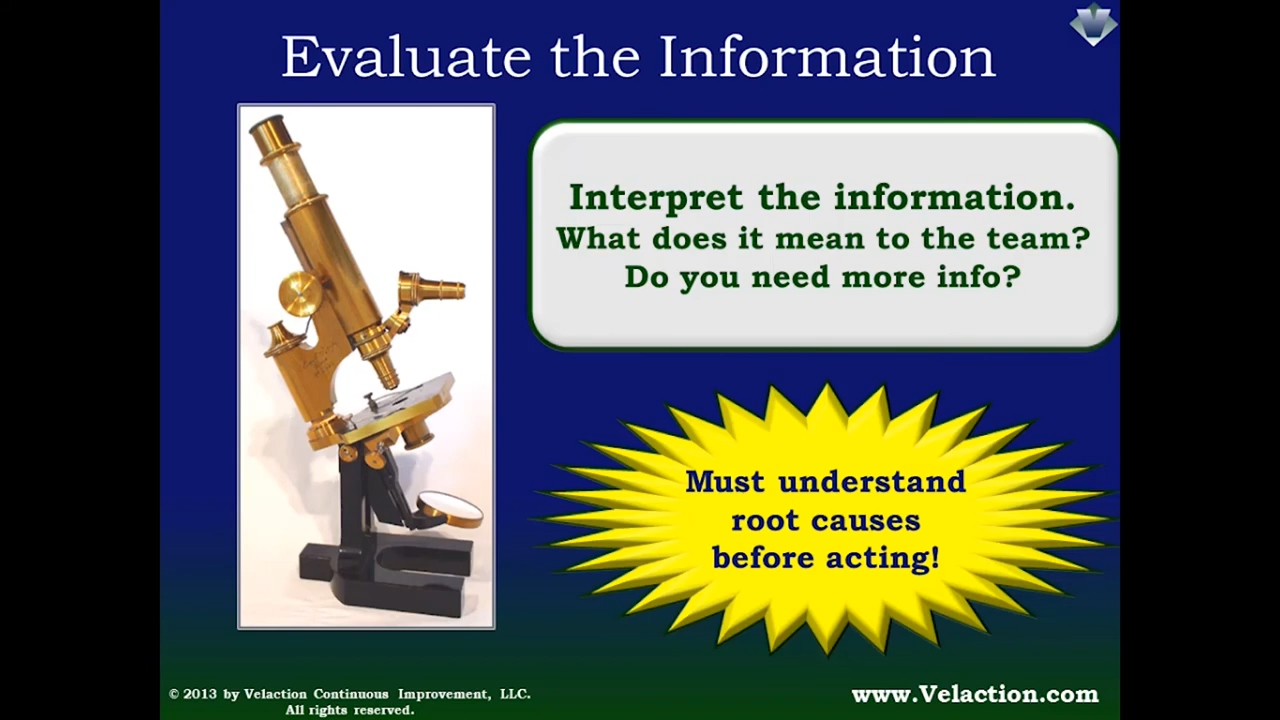 Evaluate the Information
Interpret the information.
What does it mean to the team?
Do you need more info?
Must understand
root causes
before acting!
© 2013 by Velaction Continuous Improvement, LLC.
All rights reserved.
www.Velaction.com